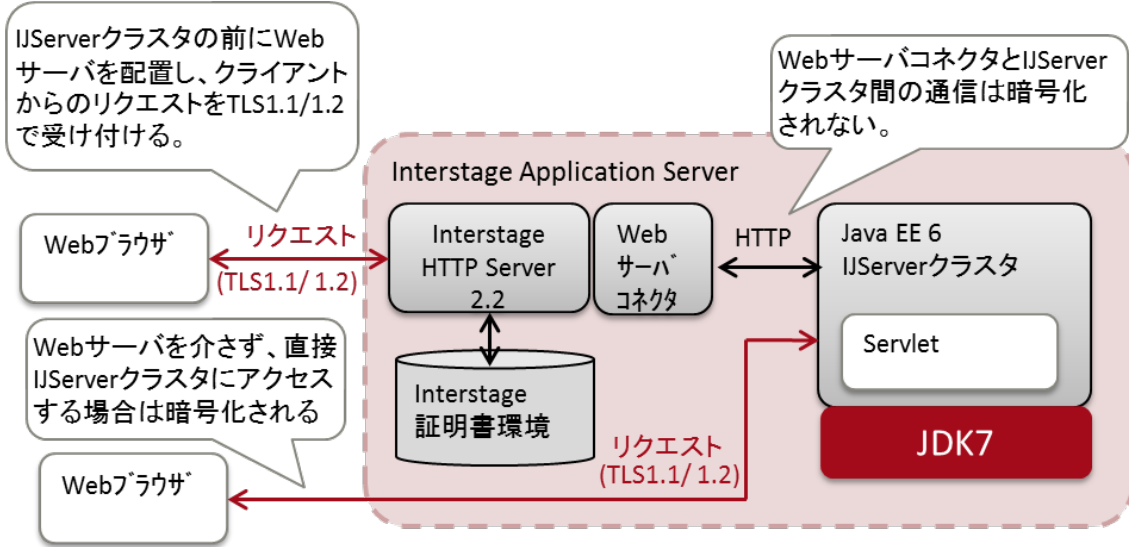 IJServerクラスタの前にWeb
サーバを配置し、クライアント
からのリクエストをTLS1.1/1.2
で受け付ける。
WebサーバコネクタとIJServer
クラスタ間の通信は暗号化
されない。
Interstage Application Server
Webブラウザ
リクエスト
(TLS1.1/ 1.2)
Interstage
HTTP Server
2.2
Web
サーバ
コネクタ
HTTP
Java EE 6
IJServerクラスタ
Servlet
JDK7
Interstage
証明書環境
Webサーバを介さず、直接
IJServerクラスタにアクセス
する場合は暗号化される
リクエスト
(TLS1.1/ 1.2)
Webブラウザ